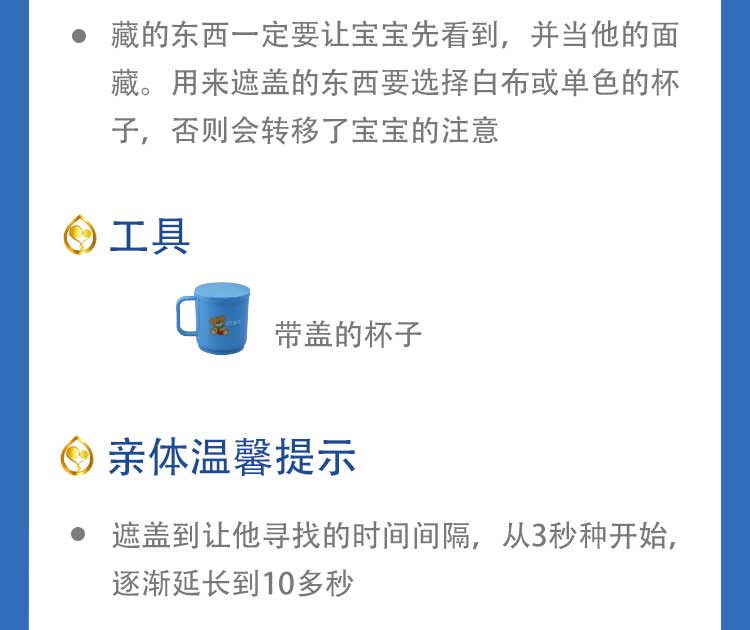 藏的东西一定要让宝宝先看到，并当他的面
藏。用来遮盖的东西要选择白布或单色的杯
子，否则会转移了宝宝的注意
工具
带盖的杯子
亲体温馨提示
遮盖到让他寻找的时间间隔，从3秒种开始，
逐渐延长到10多秒